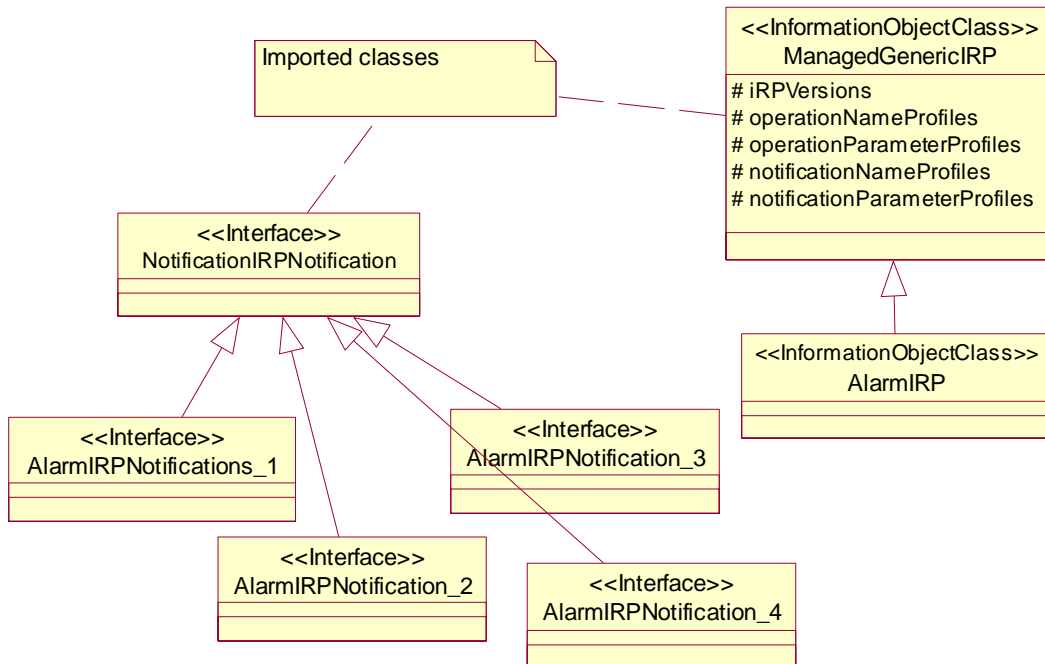 <<InformationObjectClass>>
ManagedGenericIRP
# iRPVersions
# operationNameProfiles
# operationParameterProfiles
# notificationNameProfiles
# notificationParameterProfiles
Imported classes
<<Interface>>
NotificationIRPNotification
<<InformationObjectClass>>
AlarmIRP
<<Interface>>
AlarmIRPNotifications_1
<<Interface>>
AlarmIRPNotification_3
<<Interface>>
AlarmIRPNotification_2
<<Interface>>
AlarmIRPNotification_4